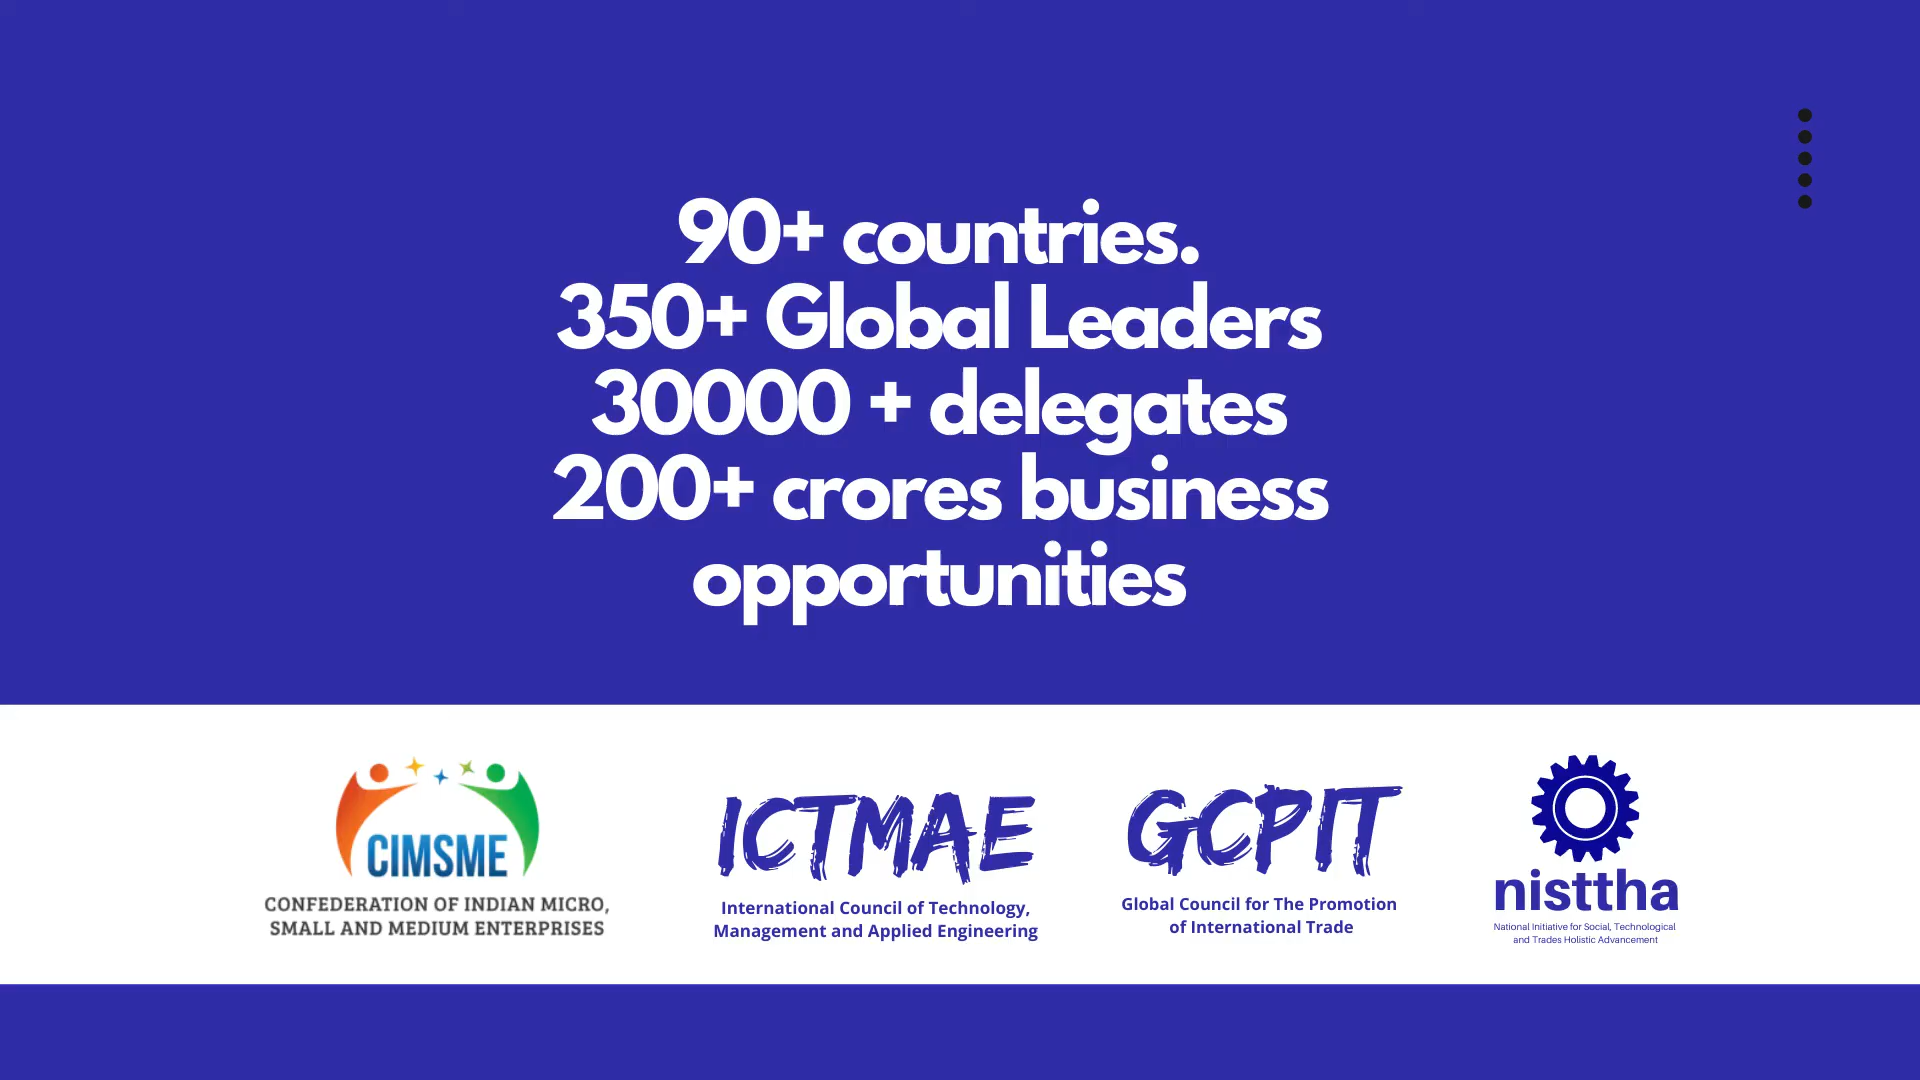 90+ countries.
350+ Global Leaders
30000 + delegates
200+ crores business
opportunities
CIMSME
CONFEDERATION OF INDIAN MICRO,
SMALL AND MEDIUM ENTERPRISES
ICTMAE
International Council of Technology,
Management and Applied Engineering
GCPIT
Global Council for The Promotion
of International Trade
nisttha
National Initiative for Social, Technological
and Trades Holistic Advancement